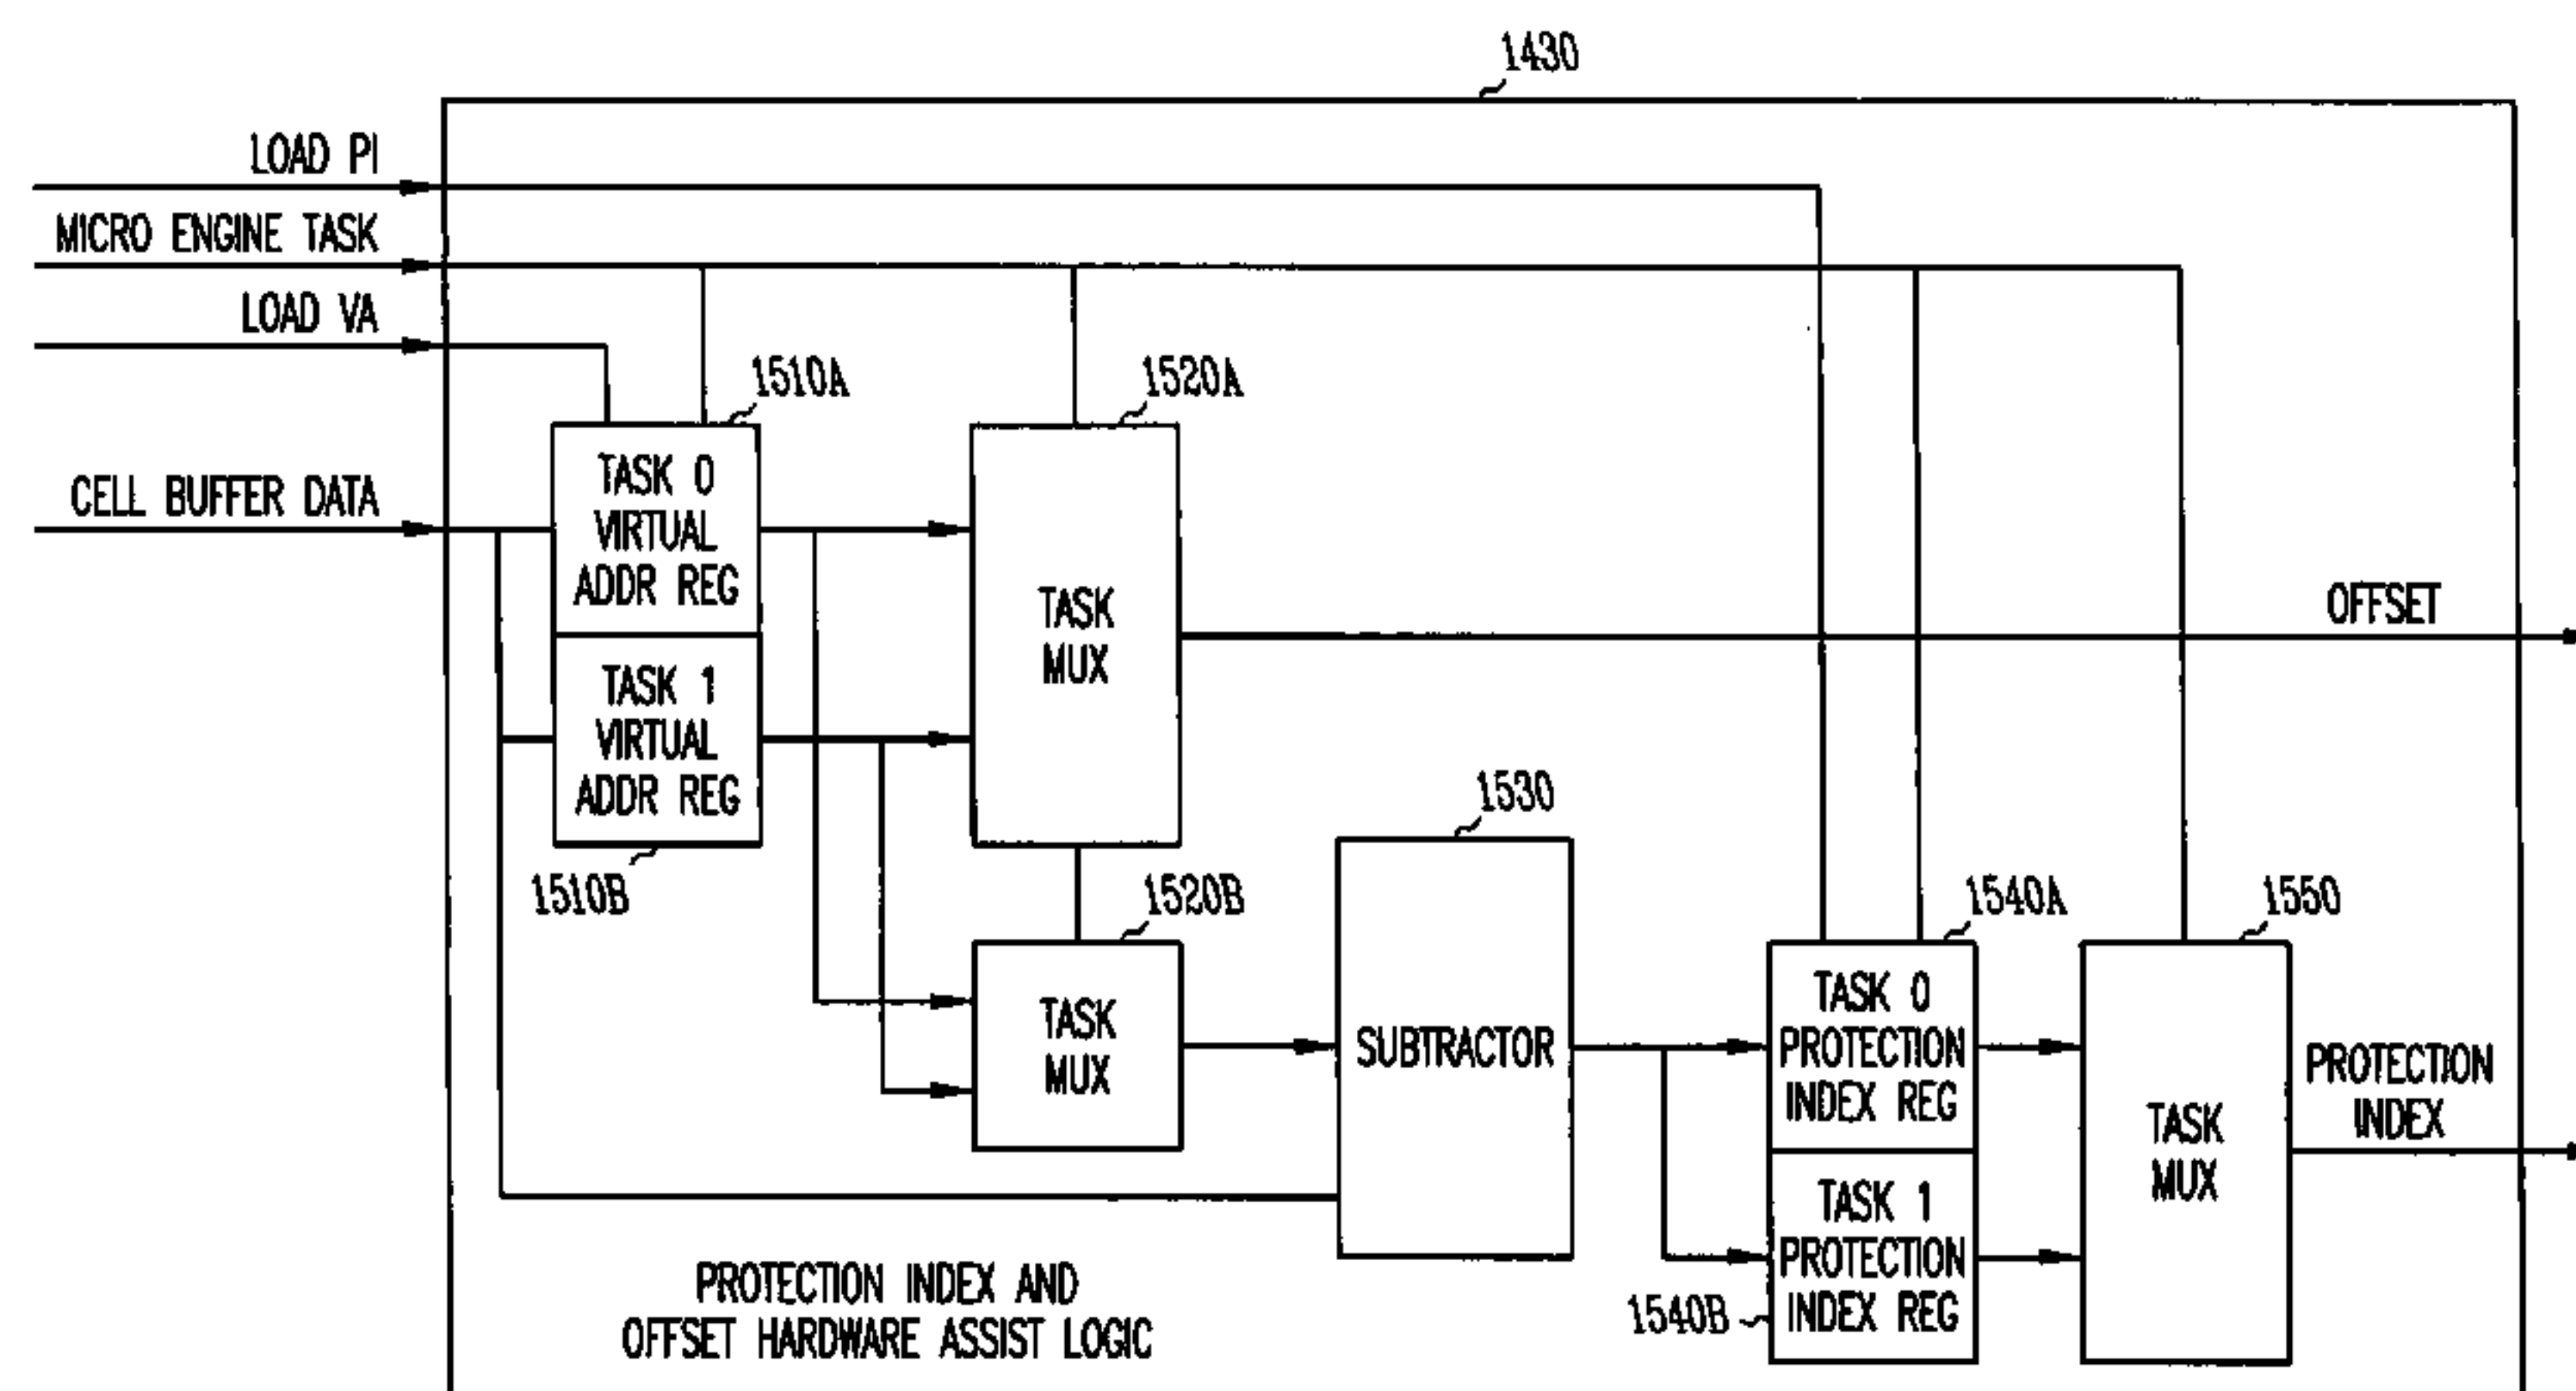 1430
LOAD PI
MICRO ENGINE TASK
LOAD VA
1510A
1520A
CELL BUFFER DATA
TASK 0
VIRTUAL
ADDR REG
TASK 1
VIRTUAL
ADDR REG
1510B
TASK
MUX
OFFSET
1530
1520B
TASK
MUX
SUBTRACTOR
1540A
1550
TASK 0
PROTECTION
INDEX REG
TASK 1
PROTECTION
INDEX REG
1540B
TASK
MUX
PROTECTION
INDEX
PROTECTION INDEX AND
OFFSET HARDWARE ASSIST LOGIC